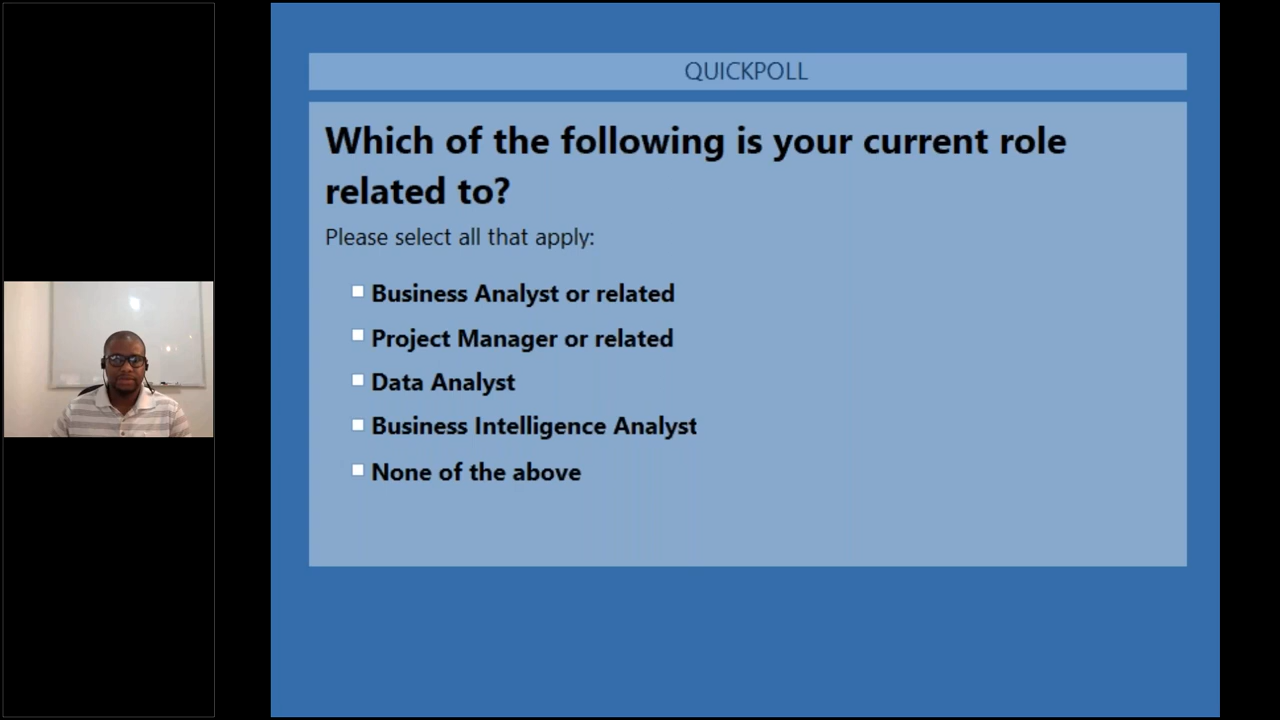 QUICKPOLL
Which of the following is your current role
related to?
Please select all that apply:
Business Analyst or related
Project Manager or related
Data Analyst
Business Intelligence Analyst
None of the above